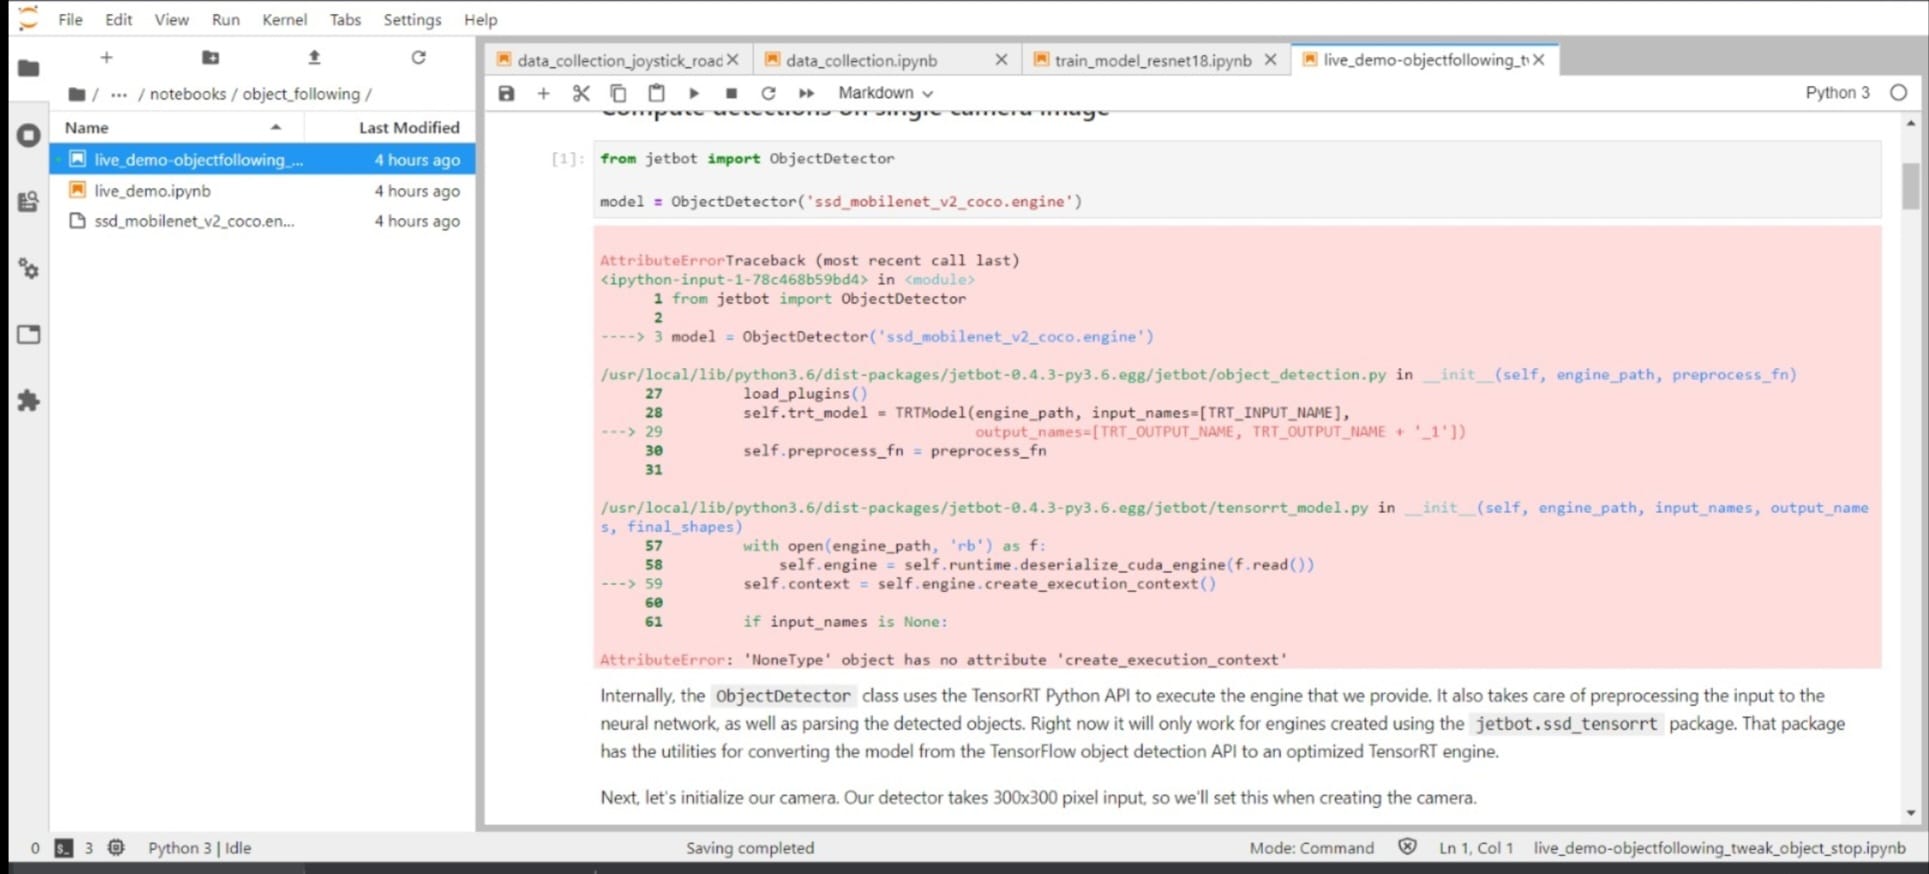 File Edit View Run Kernel Tabs Settings Help
data_collection_joystick_road
data_collection.ipynb
train_model_resnet18.ipynb
live_demo-objectfollowing_tv
/ ··· / notebooks / object_following /
Markdown
Python 3
Name Last Modified
live_demo-objectfollowing_... 4 hours ago
live_demo.ipynb 4 hours ago
ssd_mobilenet_v2_coco.en... 4 hours ago
Compute detections on single camera image
[1]: from jetbot import ObjectDetector
model = ObjectDetector('ssd_mobilenet_v2_coco.engine')
AttributeErrorTraceback (most recent call last)
<ipython-input-1-78c468b59bd4> in <module>
1 from jetbot import ObjectDetector
2
----> 3 model = ObjectDetector('ssd_mobilenet_v2_coco.engine')
/usr/local/lib/python3.6/dist-packages/jetbot-0.4.3-py3.6.egg/jetbot/object_detection.py in __init__(self, engine_path, preprocess_fn)
27 load_plugins()
28 self.trt_model = TRTModel(engine_path, input_names=[TRT_INPUT_NAME],
---> 29 output_names=[TRT_OUTPUT_NAME, TRT_OUTPUT_NAME + '_1'])
30 self.preprocess_fn = preprocess_fn
31
/usr/local/lib/python3.6/dist-packages/jetbot-0.4.3-py3.6.egg/jetbot/tensorrt_model.py in __init__(self, engine_path, input_names, output_name
s, final_shapes)
57 with open(engine_path, 'rb') as f:
58 self.engine = self.runtime.deserialize_cuda_engine(f.read())
---> 59 self.context = self.engine.create_execution_context()
60
61 if input_names is None:
AttributeError: 'NoneType' object has no attribute 'create_execution_context'
Internally, the ObjectDetector class uses the TensorRT Python API to execute the engine that we provide. It also takes care of preprocessing the input to the
neural network, as well as parsing the detected objects. Right now it will only work for engines created using the jetbot.ssd_tensorrt package. That package
has the utilities for converting the model from the TensorFlow object detection API to an optimized TensorRT engine.
Next, let's initialize our camera. Our detector takes 300x300 pixel input, so we'll set this when creating the camera.
0 $_ 3 Python 3 | Idle Saving completed Mode: Command Ln 1, Col 1 live_demo-objectfollowing_tweak_object_stop.ipynb